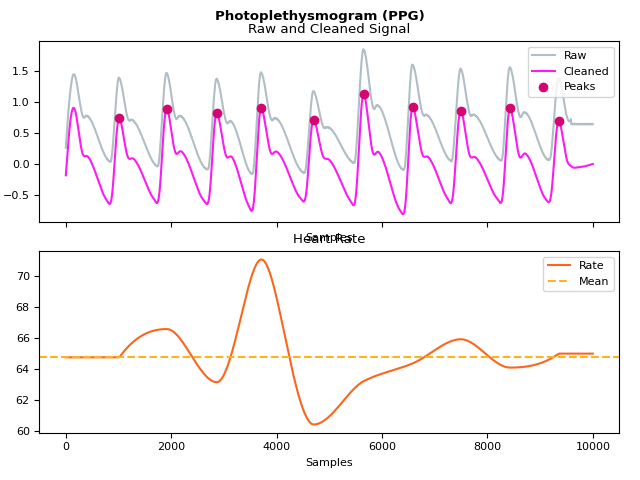 Photoplethysmogram (PPG)
Raw and Cleaned Signal
Raw
Cleaned
Peaks
1.5
1.0
0.5
0.0
−0.5
Samples
Heart Rate
Rate
Mean
70
68
66
64
62
60
0
2000
4000
6000
8000
10000
Samples